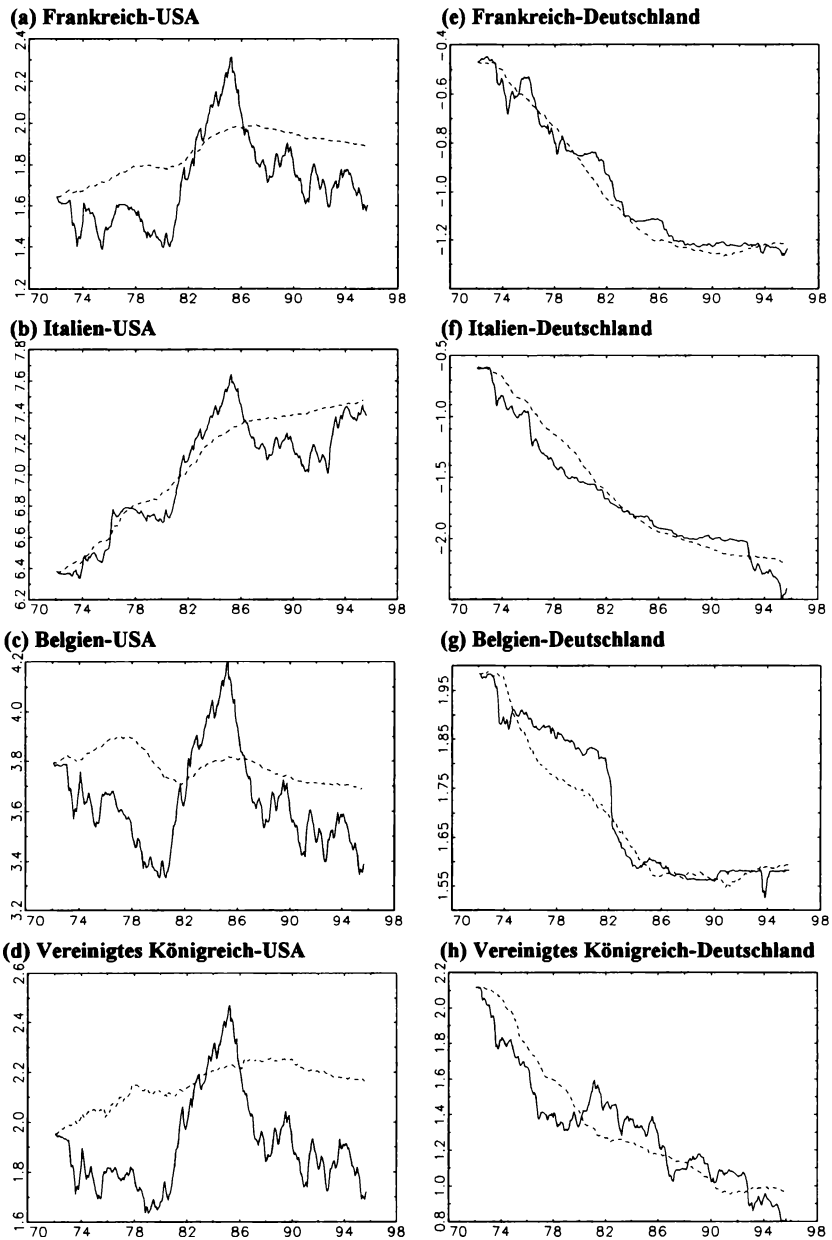 (a) Frankreich-USA
1.2 1.4 1.6 1.8 2.0 2.2 2.4
70 74 78 82 86 90 94 98
(e) Frankreich-Deutschland
−1.2 −1.0 −0.8 −0.6 −0.4
70 74 78 82 86 90 94 98
(b) Italien-USA
6.2 6.4 6.6 6.8 7.0 7.2 7.4 7.6 7.8
70 74 78 82 86 90 94 98
(f) Italien-Deutschland
−2.0 −1.5 −1.0 −0.5
70 74 78 82 86 90 94 98
(c) Belgien-USA
3.2 3.4 3.6 3.8 4.0 4.2
70 74 78 82 86 90 94 98
(g) Belgien-Deutschland
1.55 1.65 1.75 1.85 1.95
70 74 78 82 86 90 94 98
(d) Vereinigtes Königreich-USA
1.6 1.8 2.0 2.2 2.4 2.6
70 74 78 82 86 90 94 98
(h) Vereinigtes Königreich-Deutschland
0.8 1.0 1.2 1.4 1.6 1.8 2.0 2.2
70 74 78 82 86 90 94 98